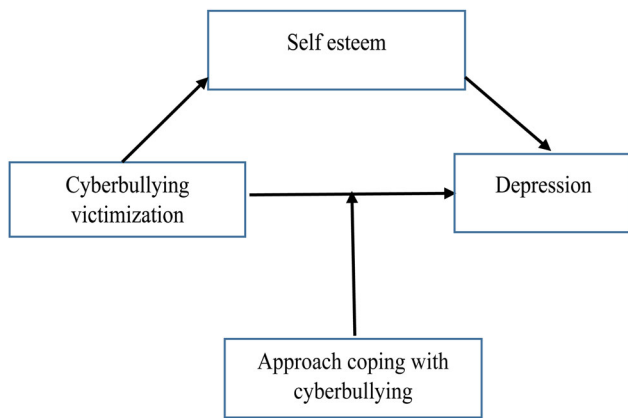 Self esteem
Cyberbullying
victimization
Depression
Approach coping with
cyberbullying